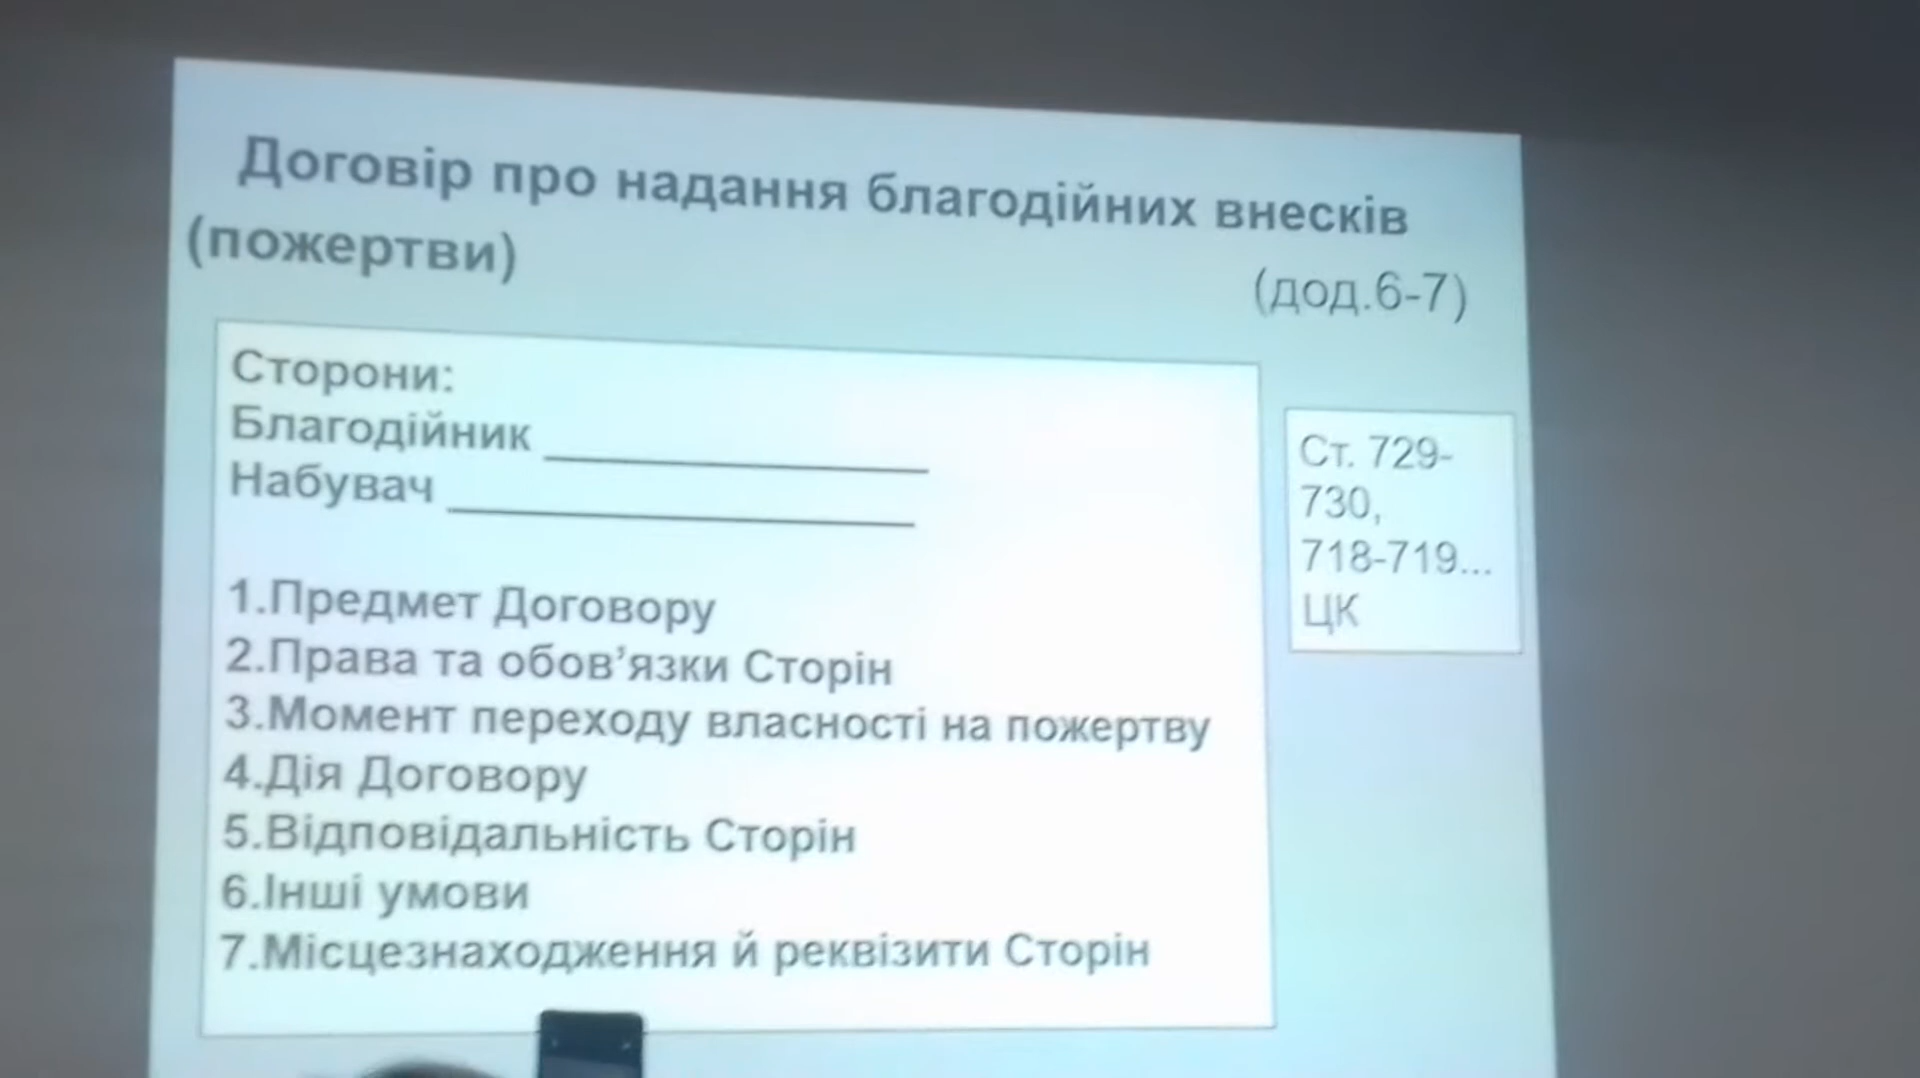 Договір про надання благодійних внесків
(пожертви)
(дод.6-7)
Сторони:
Благодійник ________________
Набувач ____________________
1.Предмет Договору
2.Права та обов’язки Сторін
3.Момент переходу власності на пожертву
4.Дія Договору
5.Відповідальність Сторін
6.Інші умови
7.Місцезнаходження й реквізити Сторін
Ст. 729-
730,
718-719...
ЦК